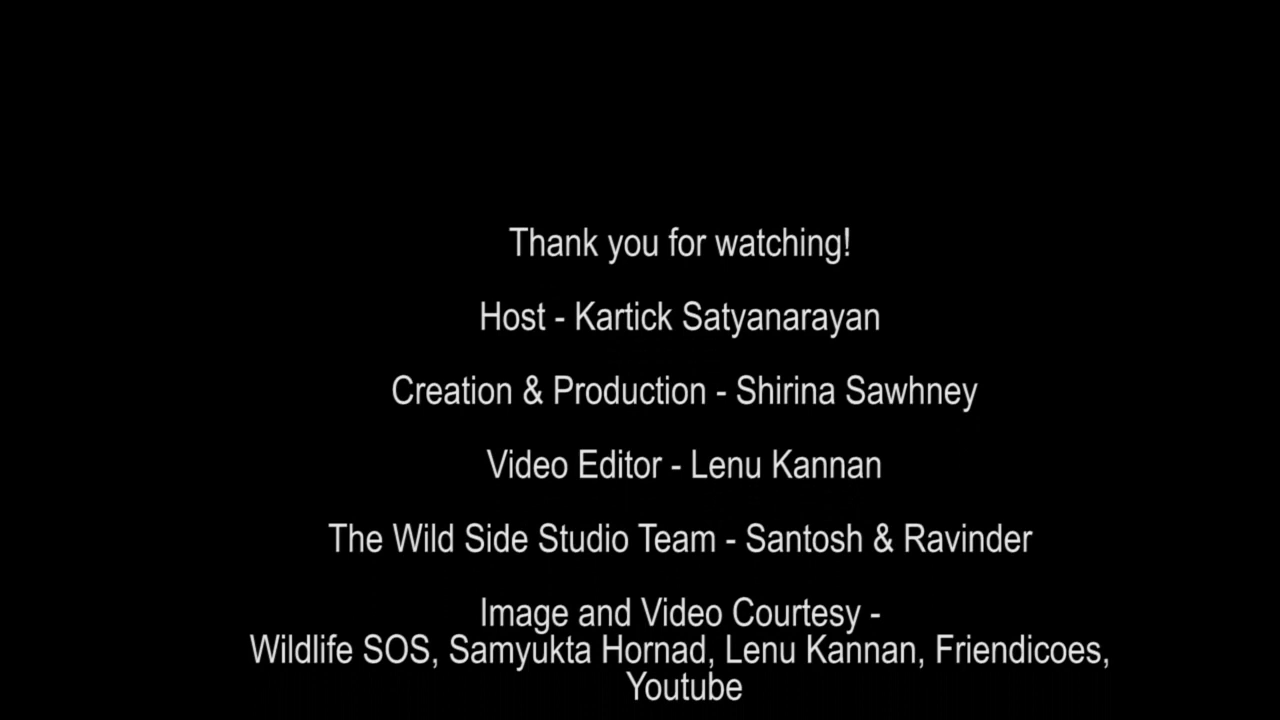 Thank you for watching!
Host - Kartick Satyanarayan
Creation & Production - Shirina Sawhney
Video Editor - Lenu Kannan
The Wild Side Studio Team - Santosh & Ravinder
Image and Video Courtesy -
Wildlife SOS, Samyukta Hornad, Lenu Kannan, Friendicoes,
Youtube